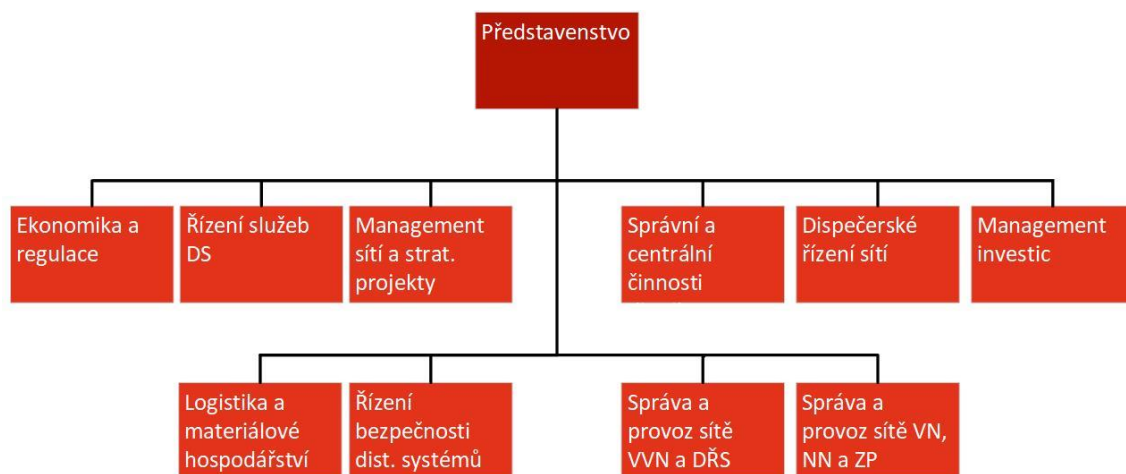 Představenstvo
Ekonomika a
regulace
Řízení služeb
DS
Management
sítí a strat.
projekty
Správní a
centrální
činnosti
Dispečerské
řízení sítí
Management
investic
Logistika a
materiálové
hospodářství
Řízení
bezpečnosti
dist. systémů
Správa a
provoz sítě
VVN a DŘS
Správa a
provoz sítě VN,
NN a ZP